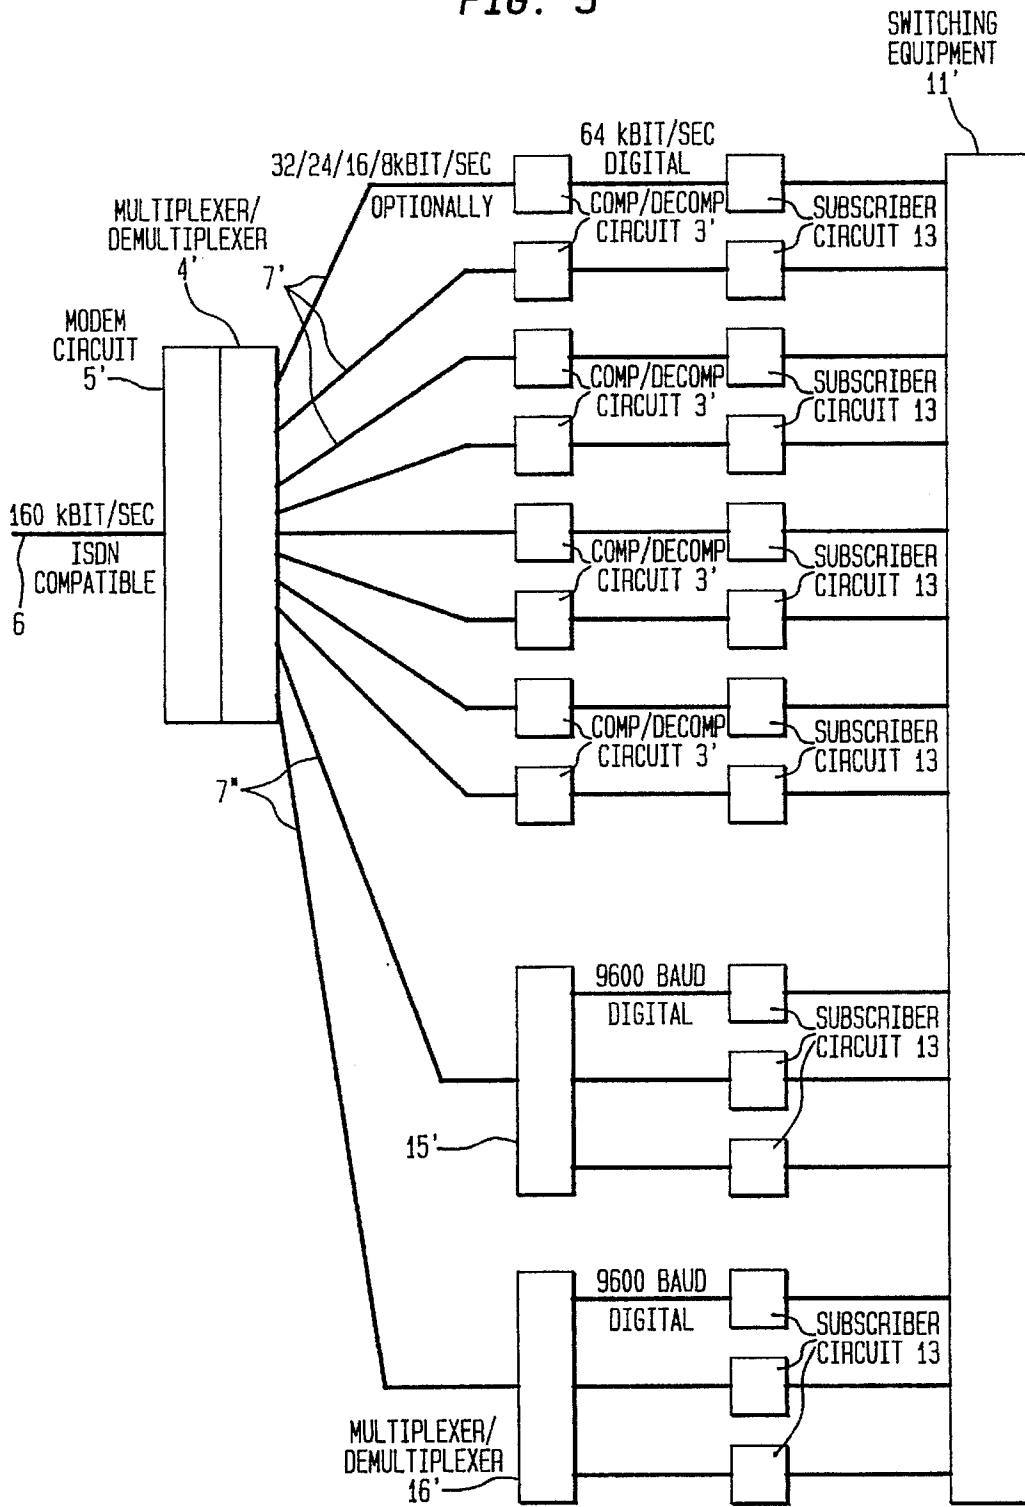 FIG. 3
SWITCHING
EQUIPMENT
11'
64 kBIT/SEC
DIGITAL
32/24/16/8kBIT/SEC
OPTIONALLY
COMP/DECOMP
CIRCUIT 3'
SUBSCRIBER
CIRCUIT 13
MULTIPLEXER/
DEMULTIPLEXER
4'
7'
MODEM
CIRCUIT
5'
COMP/DECOMP
CIRCUIT 3'
SUBSCRIBER
CIRCUIT 13
160 kBIT/SEC
ISDN
COMPATIBLE
6
COMP/DECOMP
CIRCUIT 3'
SUBSCRIBER
CIRCUIT 13
COMP/DECOMP
CIRCUIT 3'
SUBSCRIBER
CIRCUIT 13
7"
9600 BAUD
DIGITAL
SUBSCRIBER
CIRCUIT 13
15'
9600 BAUD
DIGITAL
SUBSCRIBER
CIRCUIT 13
MULTIPLEXER/
DEMULTIPLEXER
16'